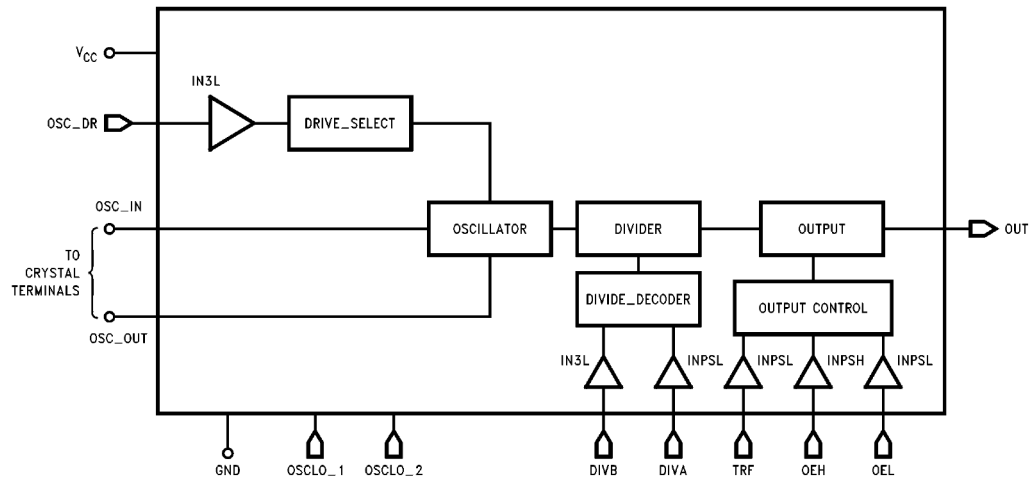 V_CC
IN3L
OSC_DR
DRIVE_SELECT
OSC_IN
OSCILLATOR
DIVIDER
OUTPUT
OUT
TO
CRYSTAL
TERMINALS
DIVIDE_DECODER
OUTPUT CONTROL
OSC_OUT
IN3L
INPSL
INPSL
INPSH
INPSL
GND
OSCLO_1
OSCLO_2
DIVB
DIVA
TRF
OEH
OEL